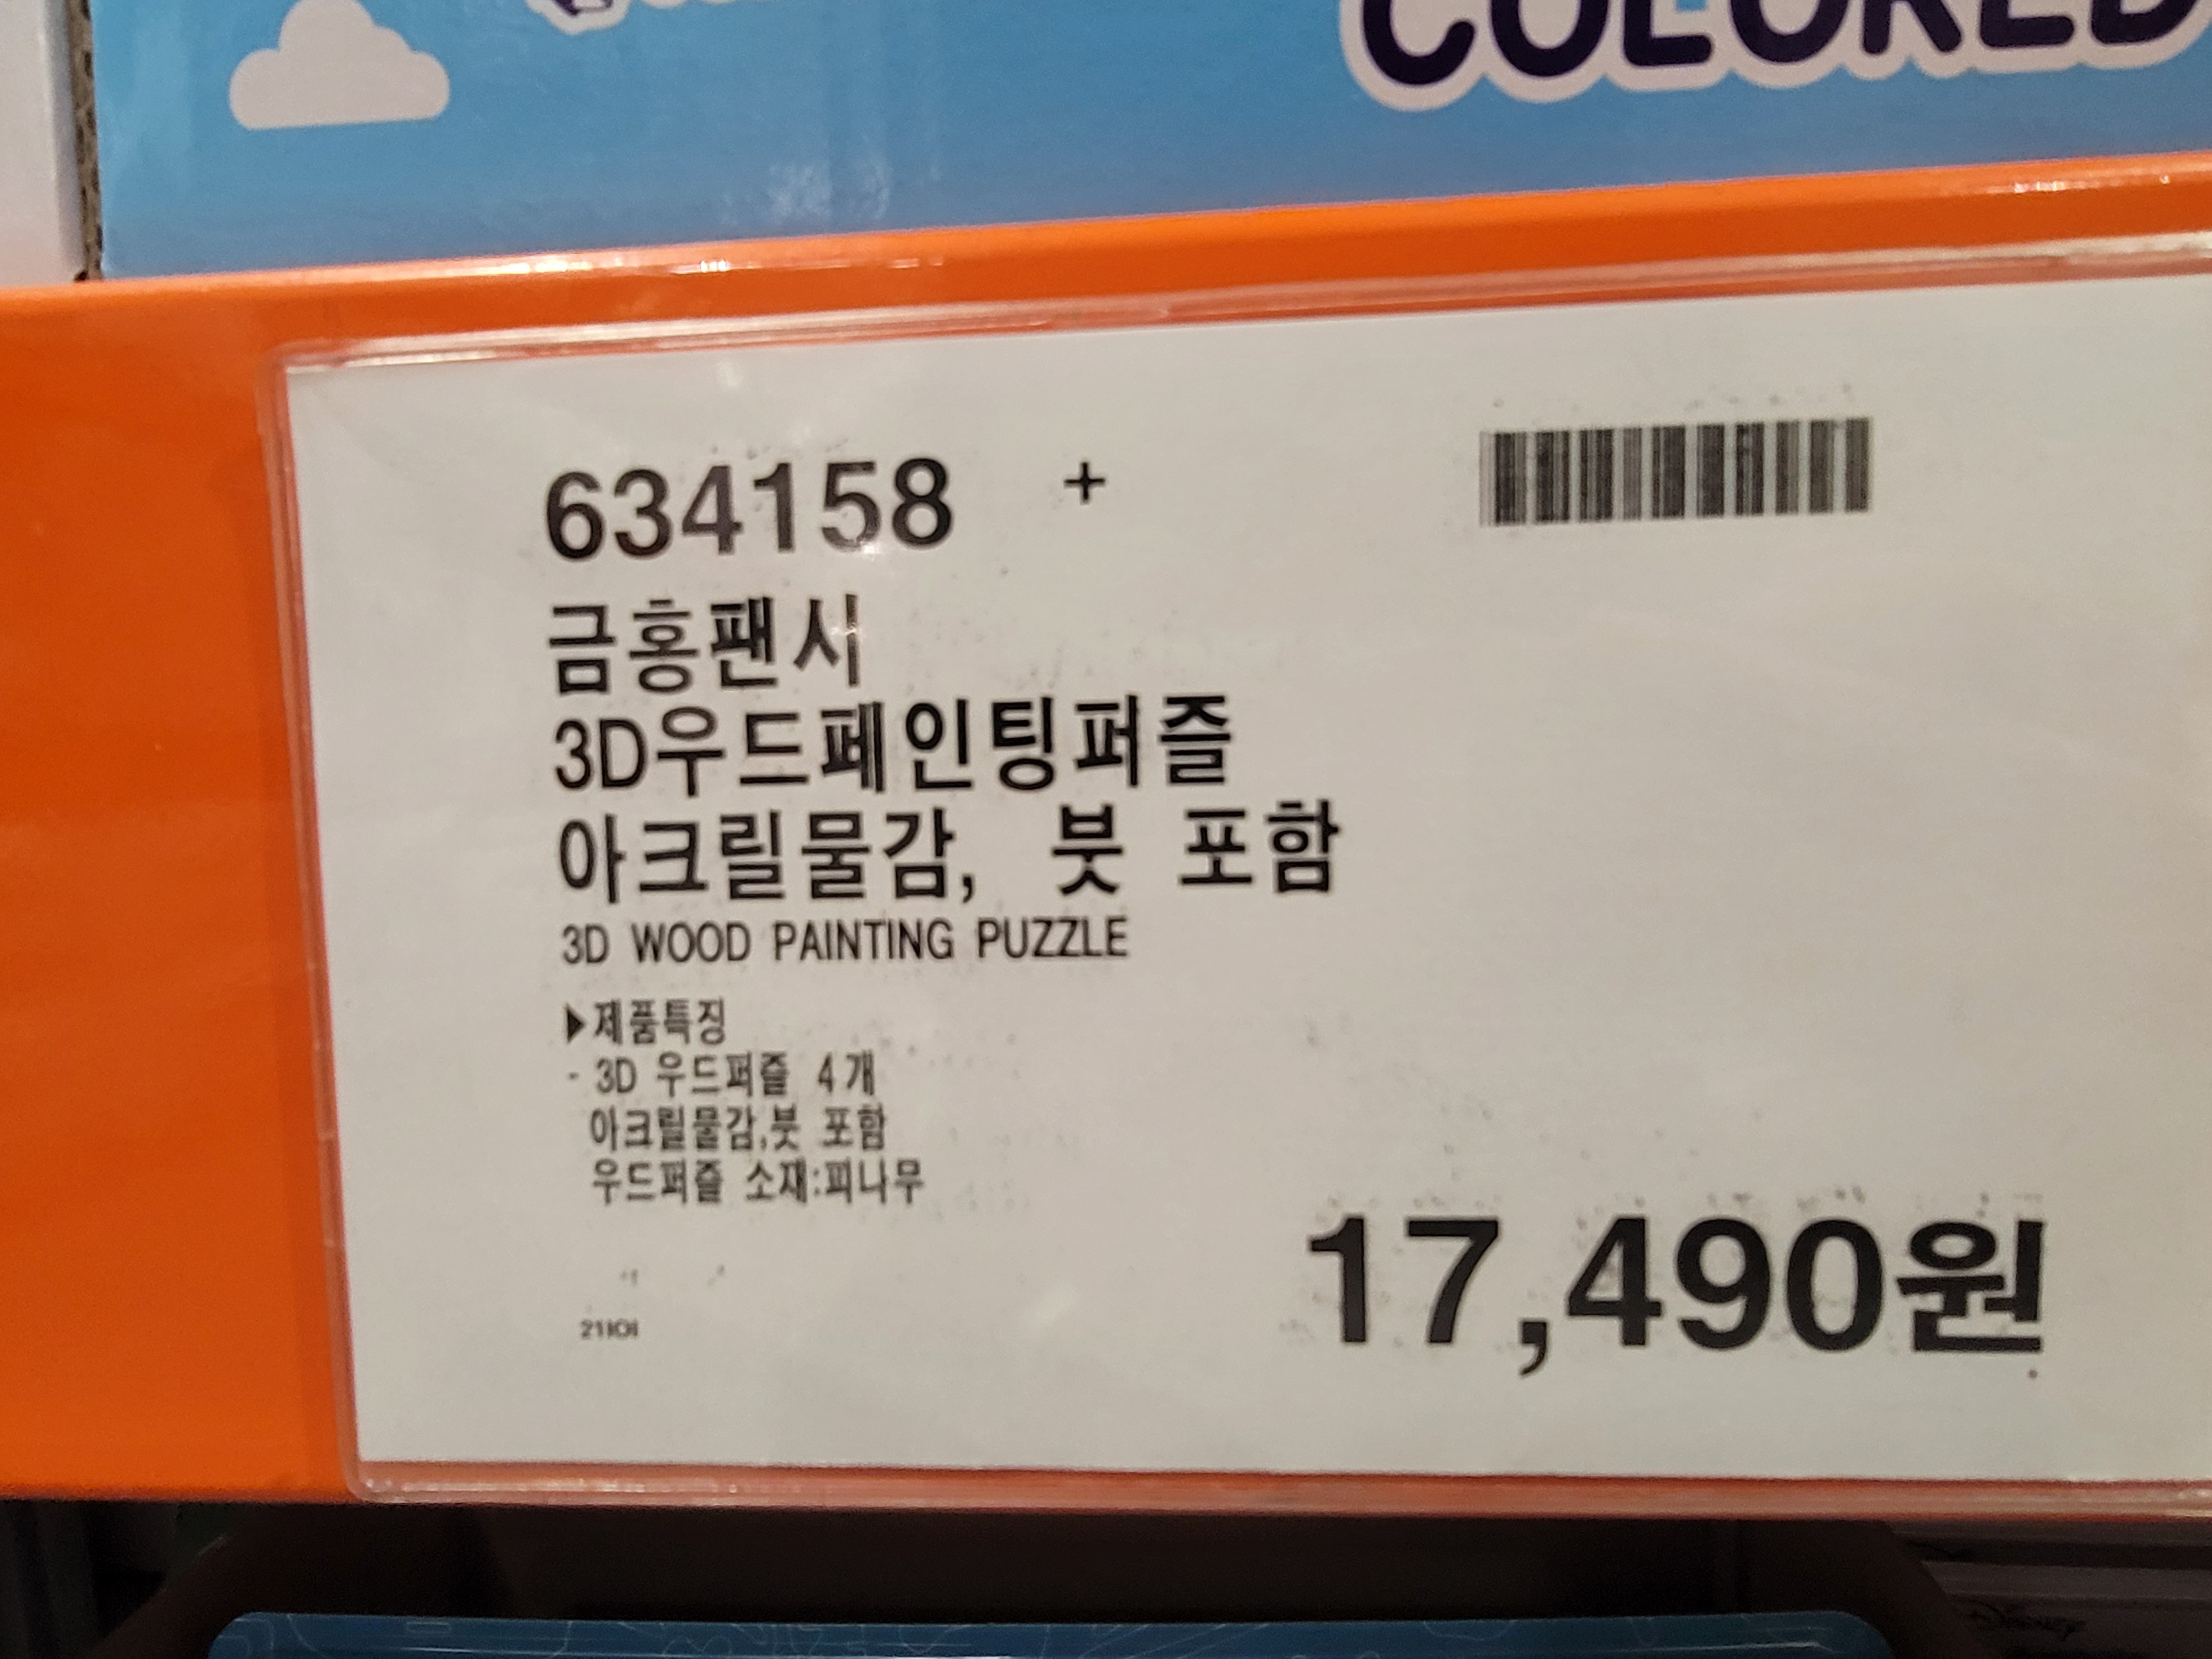 COLORED
634158 +
금홍팬시
3D우드페인팅퍼즐
아크릴물감, 붓 포함
3D WOOD PAINTING PUZZLE
▶제품특징
- 3D 우드퍼즐 4개
아크릴물감,붓 포함
우드퍼즐 소재:피나무
17,490원
Disney